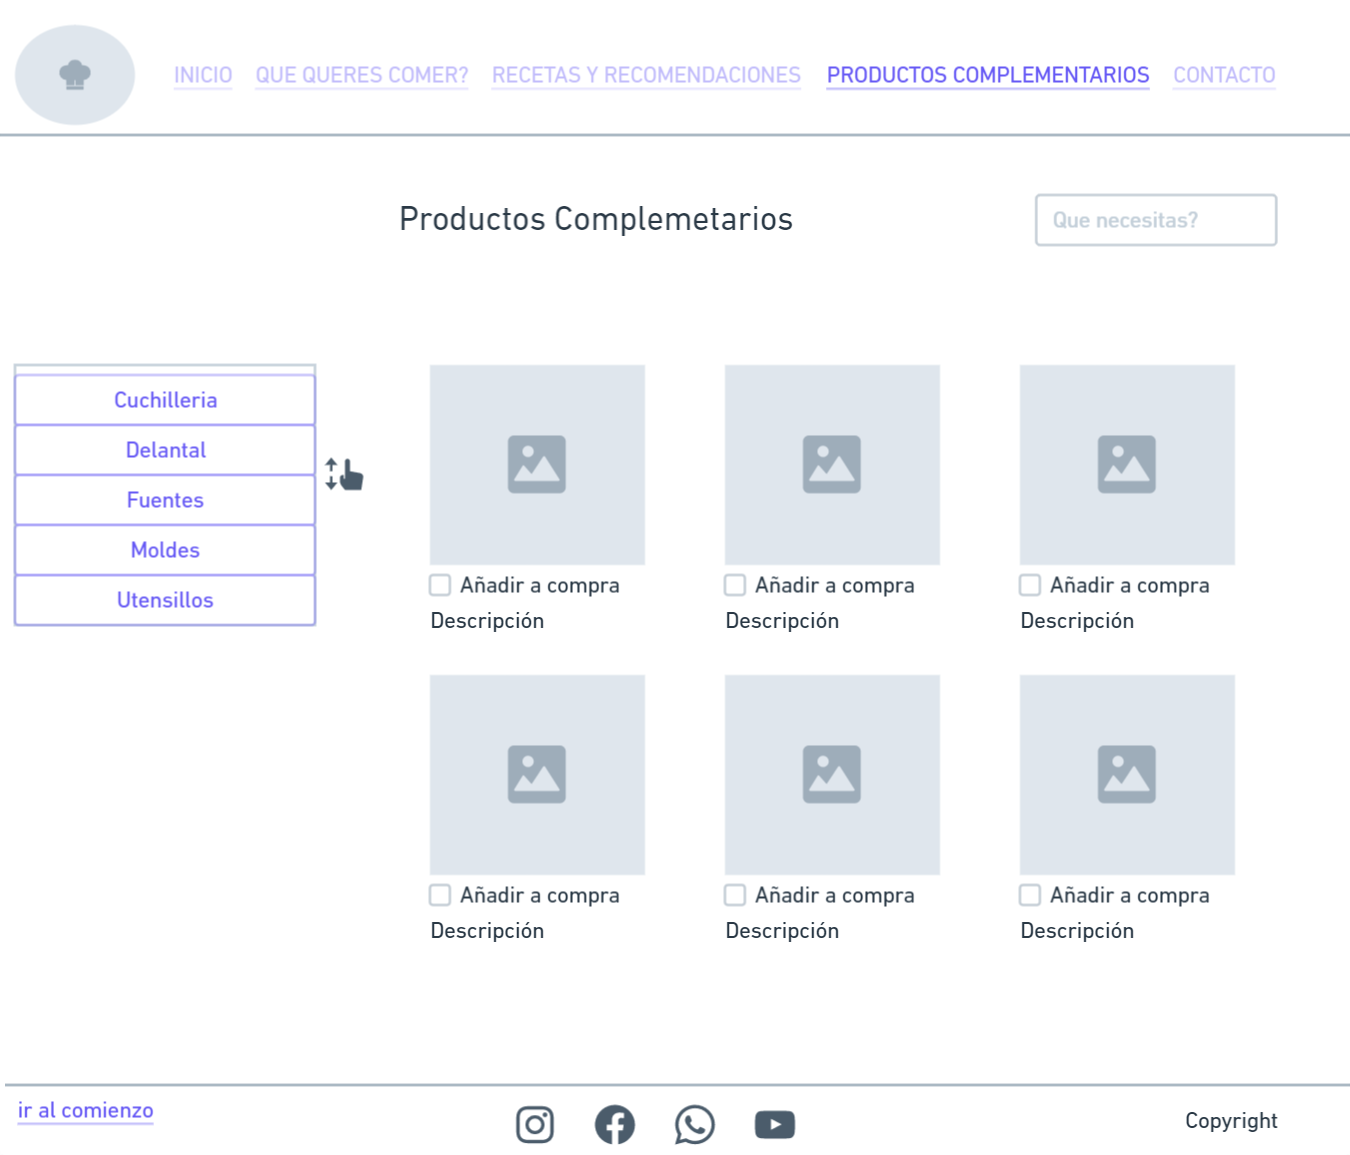 INICIO QUE QUERES COMER? RECETAS Y RECOMENDACIONES PRODUCTOS COMPLEMENTARIOS CONTACTO
Productos Complemetarios
Que necesitas?
Cuchilleria
Delantal
Fuentes
Moldes
Utensillos
Añadir a compra Añadir a compra Añadir a compra
Descripción Descripción Descripción
Añadir a compra Añadir a compra Añadir a compra
Descripción Descripción Descripción
ir al comienzo
Copyright